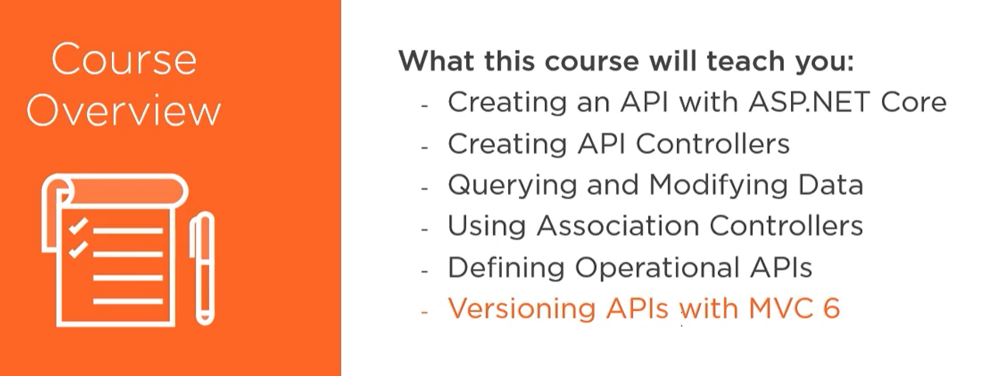 Course
Overview
What this course will teach you:
- Creating an API with ASP.NET Core
- Creating API Controllers
- Querying and Modifying Data
- Using Association Controllers
- Defining Operational APIs
- Versioning APIs with MVC 6